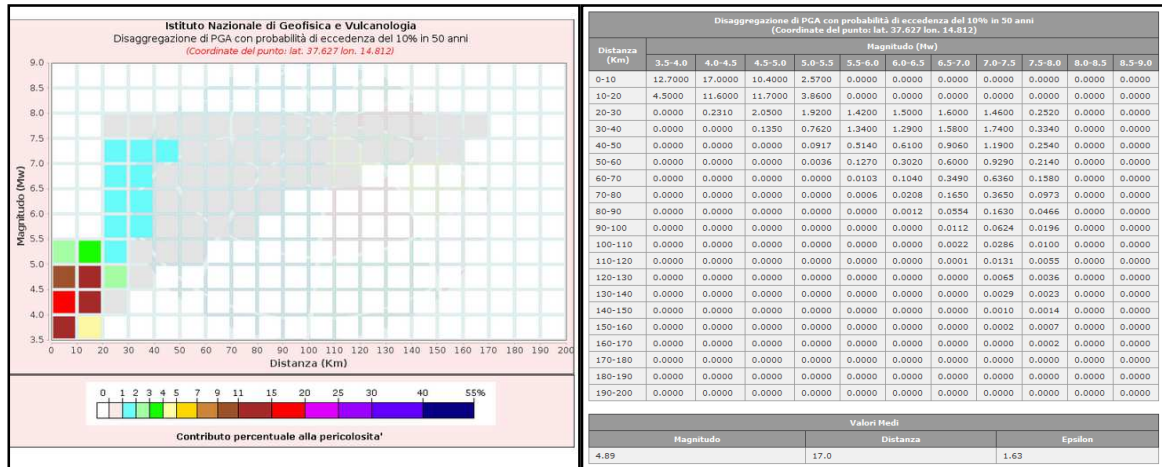 Istituto Nazionale di Geofisica e Vulcanologia
Disaggregazione di PGA con probabilità di eccedenza del 10% in 50 anni
(Coordinate del punto: lat. 37.627 lon. 14.812)
9.0
8.5
8.0
7.5
7.0
6.5
6.0
5.5
5.0
4.5
4.0
3.5
Magnitudo (Mw)
0 10 20 30 40 50 60 70 80 90 100 110 120 130 140 150 160 170 180 190 200
Distanza (Km)
0 1 2 3 4 5 7 9 11 15 20 25 30 40 55%
Contributo percentuale alla pericolosita'
Disaggregazione di PGA con probabilità di eccedenza del 10% in 50 anni
(Coordinate del punto: lat. 37.627 lon. 14.812)
Distanza (Km) Magnitudo (Mw)
3.5-4.0 4.0-4.5 4.5-5.0 5.0-5.5 5.5-6.0 6.0-6.5 6.5-7.0 7.0-7.5 7.5-8.0 8.0-8.5 8.5-9.0
0-10 12.7000 17.0000 10.4000 2.5700 0.0000 0.0000 0.0000 0.0000 0.0000 0.0000 0.0000
10-20 4.5000 11.6000 11.7000 3.8600 0.0000 0.0000 0.0000 0.0000 0.0000 0.0000 0.0000
20-30 0.0000 0.2310 2.0500 1.9200 1.4200 1.5000 1.6000 1.4600 0.2520 0.0000 0.0000
30-40 0.0000 0.0000 0.1350 0.7620 1.3400 1.2900 1.5800 1.7400 0.3340 0.0000 0.0000
40-50 0.0000 0.0000 0.0000 0.0917 0.5140 0.6100 0.9060 1.1900 0.2540 0.0000 0.0000
50-60 0.0000 0.0000 0.0000 0.0036 0.1270 0.3020 0.6000 0.9290 0.2140 0.0000 0.0000
60-70 0.0000 0.0000 0.0000 0.0000 0.0103 0.1040 0.3490 0.6360 0.1580 0.0000 0.0000
70-80 0.0000 0.0000 0.0000 0.0000 0.0006 0.0208 0.1650 0.3650 0.0973 0.0000 0.0000
80-90 0.0000 0.0000 0.0000 0.0000 0.0000 0.0012 0.0554 0.1630 0.0466 0.0000 0.0000
90-100 0.0000 0.0000 0.0000 0.0000 0.0000 0.0000 0.0112 0.0624 0.0196 0.0000 0.0000
100-110 0.0000 0.0000 0.0000 0.0000 0.0000 0.0000 0.0022 0.0286 0.0100 0.0000 0.0000
110-120 0.0000 0.0000 0.0000 0.0000 0.0000 0.0000 0.0001 0.0131 0.0055 0.0000 0.0000
120-130 0.0000 0.0000 0.0000 0.0000 0.0000 0.0000 0.0000 0.0065 0.0036 0.0000 0.0000
130-140 0.0000 0.0000 0.0000 0.0000 0.0000 0.0000 0.0000 0.0029 0.0023 0.0000 0.0000
140-150 0.0000 0.0000 0.0000 0.0000 0.0000 0.0000 0.0000 0.0010 0.0014 0.0000 0.0000
150-160 0.0000 0.0000 0.0000 0.0000 0.0000 0.0000 0.0000 0.0002 0.0007 0.0000 0.0000
160-170 0.0000 0.0000 0.0000 0.0000 0.0000 0.0000 0.0000 0.0000 0.0002 0.0000 0.0000
170-180 0.0000 0.0000 0.0000 0.0000 0.0000 0.0000 0.0000 0.0000 0.0000 0.0000 0.0000
180-190 0.0000 0.0000 0.0000 0.0000 0.0000 0.0000 0.0000 0.0000 0.0000 0.0000 0.0000
190-200 0.0000 0.0000 0.0000 0.0000 0.0000 0.0000 0.0000 0.0000 0.0000 0.0000 0.0000
Valori Medi
Magnitudo Distanza Epsilon
4.89 17.0 1.63